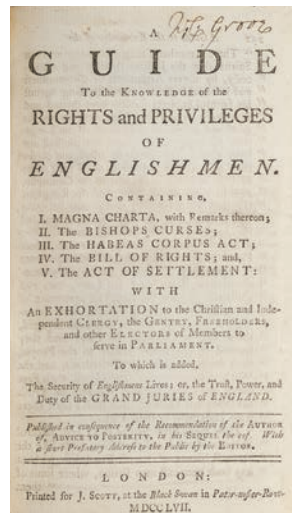 A
GUIDE
To the KNOWLEDGE of the
RIGHTS and PRIVILEGES
OF
ENGLISHMEN.
CONTAINING,
I. MAGNA CHARTA, with Remarks thereon;
II. The BISHOPS CURSES;
III. The HABEAS CORPUS ACT;
IV. The BILL OF RIGHTS; and,
V. The ACT OF SETTLEMENT:
WITH
An EXHORTATION to the Christian and Inde-
pendent CLERGY, the GENTRY, FREEHOLDERS,
and other ELECTORS of Members to
serve in PARLIAMENT.
To which is added,
The Security of Englishmens Lives; or, the Trust, Power, and
Duty of the GRAND JURIES of ENGLAND.
Published in consequence of the Recommendation of the AUTHOR
of, ADVICE TO POSTERITY, in his SEQUEL the With
a short Prefatory Address to the Public by the EDITOR.
LONDON:
Printed for J. SCOTT, at the Black Swan in Pater-noster-Row.
MDCCLVII.